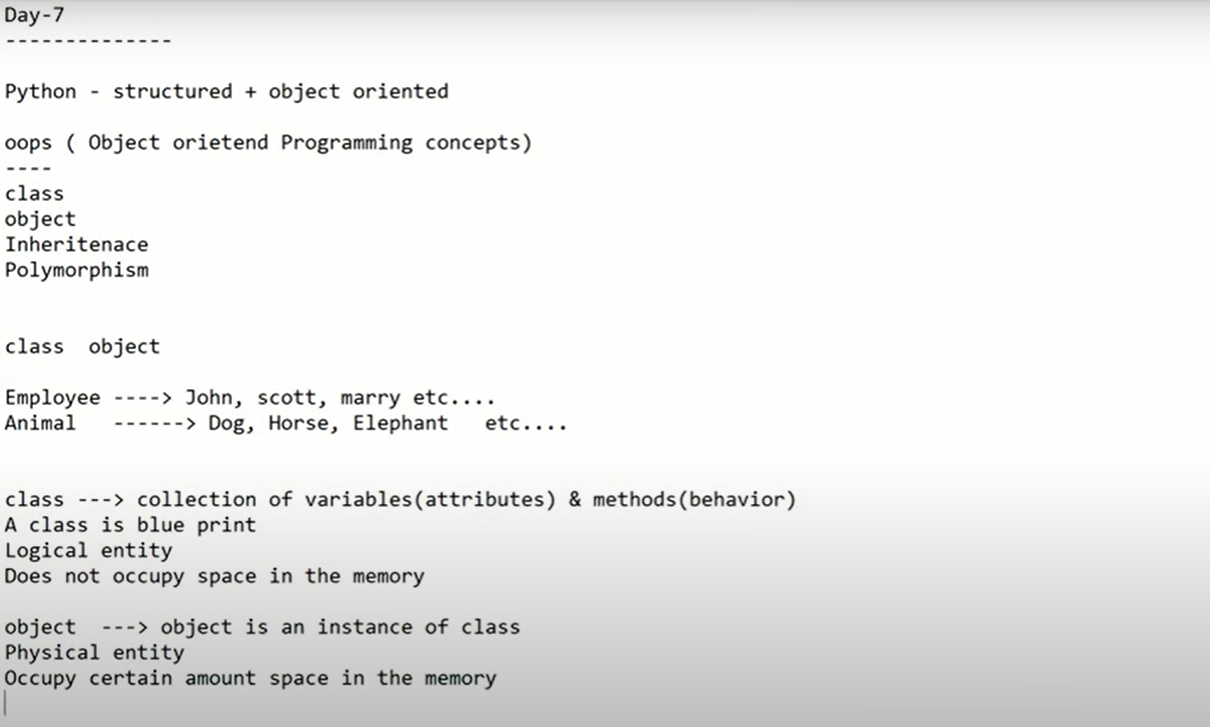 Day-7
--------------
Python - structured + object oriented
oops ( Object orietend Programming concepts)
----
class
object
Inheritenace
Polymorphism
class  object
Employee ----> John, scott, marry etc....
Animal   ------> Dog, Horse, Elephant   etc....
class ---> collection of variables(attributes) & methods(behavior)
A class is blue print
Logical entity
Does not occupy space in the memory
object  ---> object is an instance of class
Physical entity
Occupy certain amount space in the memory